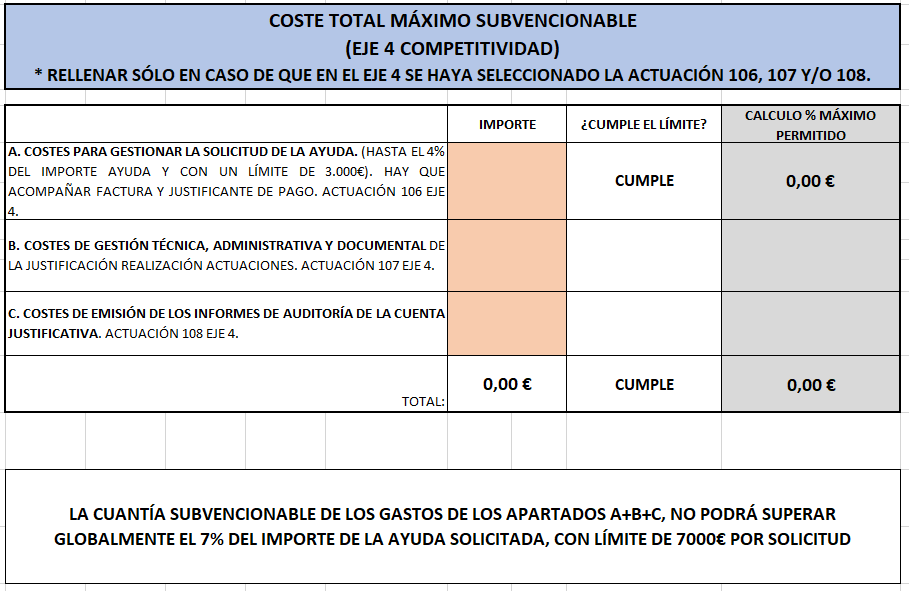 COSTE TOTAL MÁXIMO SUBVENCIONABLE
(EJE 4 COMPETITIVIDAD)
* RELLENAR SÓLO EN CASO DE QUE EN EL EJE 4 SE HAYA SELECCIONADO LA ACTUACIÓN 106, 107 Y/O 108.
IMPORTE
¿CUMPLE EL LÍMITE?
CALCULO % MÁXIMO
PERMITIDO
A. COSTES PARA GESTIONAR LA SOLICITUD DE LA AYUDA. (HASTA EL 4%
DEL IMPORTE AYUDA Y CON UN LÍMITE DE 3.000€). HAY QUE
ACOMPAÑAR FACTURA Y JUSTIFICANTE DE PAGO. ACTUACIÓN 106 EJE
4.
CUMPLE
0,00 €
B. COSTES DE GESTIÓN TÉCNICA, ADMINISTRATIVA Y DOCUMENTAL DE
LA JUSTIFICACIÓN REALIZACIÓN ACTUACIONES. ACTUACIÓN 107 EJE 4.
C. COSTES DE EMISIÓN DE LOS INFORMES DE AUDITORÍA DE LA CUENTA
JUSTIFICATIVA. ACTUACIÓN 108 EJE 4.
TOTAL:
0,00 €
CUMPLE
0,00 €
LA CUANTÍA SUBVENCIONABLE DE LOS GASTOS DE LOS APARTADOS A+B+C, NO PODRÁ SUPERAR
GLOBALMENTE EL 7% DEL IMPORTE DE LA AYUDA SOLICITADA, CON LÍMITE DE 7000€ POR SOLICITUD